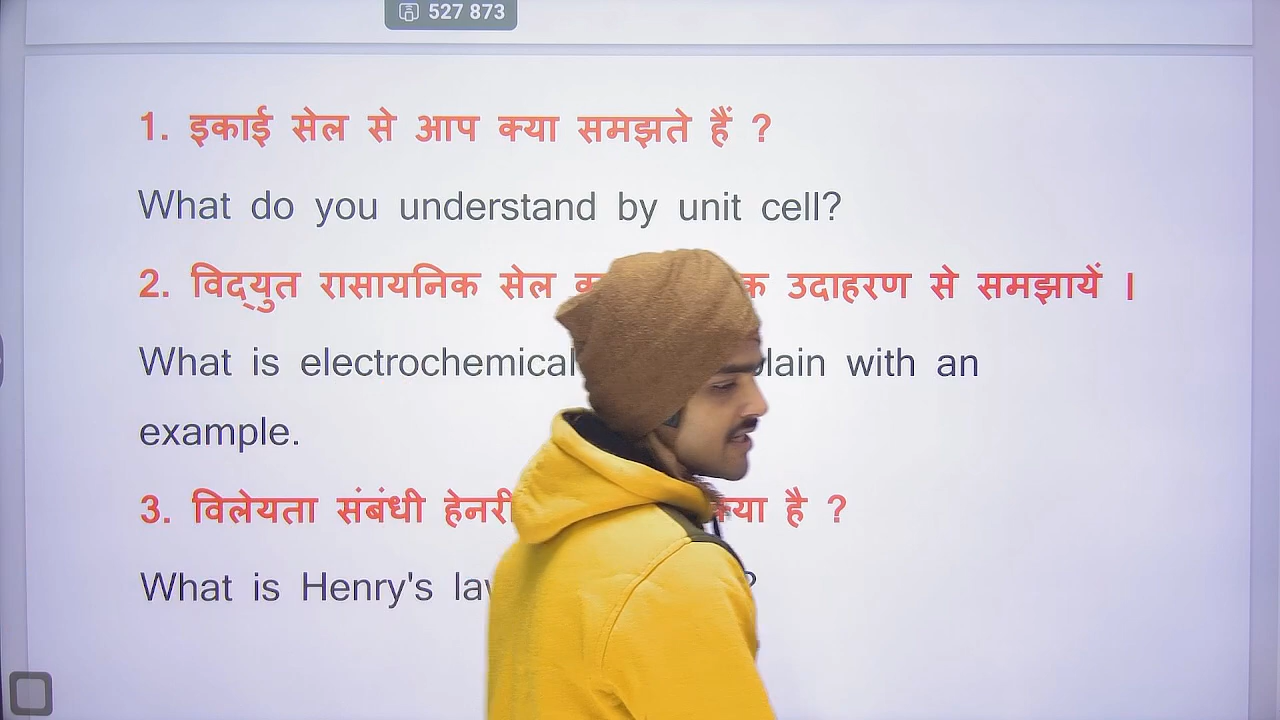 527 873
1. इकाई सेल से आप क्या समझते हैं ?
What do you understand by unit cell?
2. विद्युत रासायनिक सेल उदाहरण से समझायें ।
What is electrochemical with an
example.
3. विलेयता संबंधी हेनरी है ?
What is Henry's